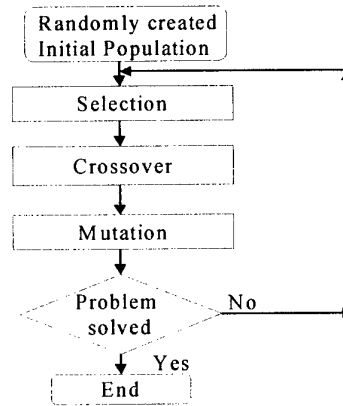 Randomly created
Initial Population
Selection
Crossover
Mutation
Problem
solved
No
Yes
End